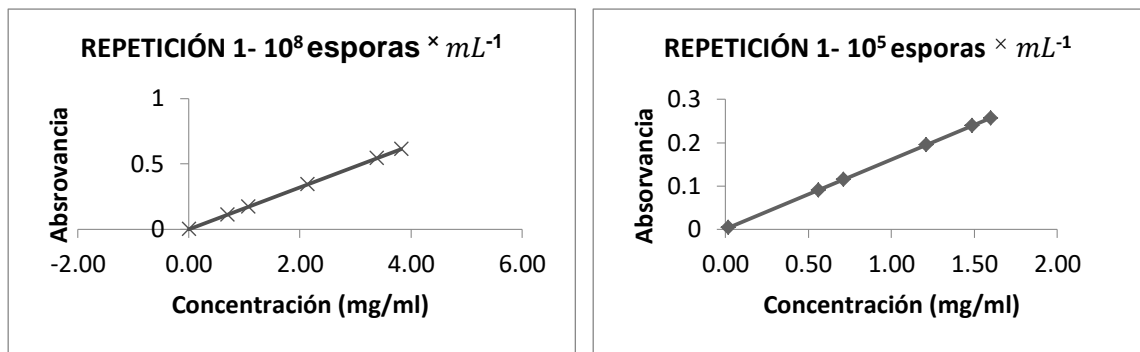 REPETICIÓN 1- 10⁸ esporas × mL⁻¹
1
0.5
0
-2.00 0.00 2.00 4.00 6.00
Absrovancia
Concentración (mg/ml)
REPETICIÓN 1- 10⁵ esporas × mL⁻¹
0.3
0.2
0.1
0
0.00 0.50 1.00 1.50 2.00
Absorvancia
Concentración (mg/ml)